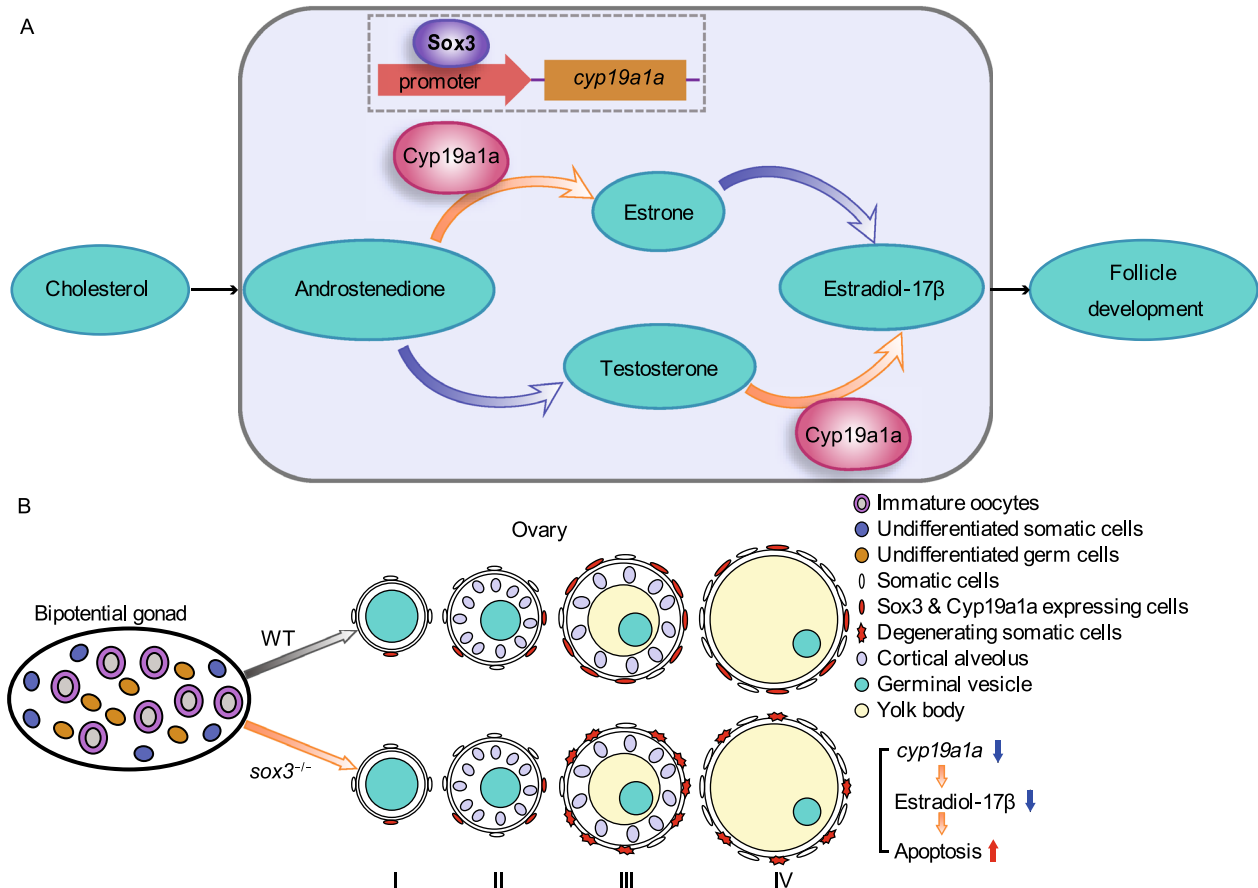 A
Sox3
promoter
cyp19a1a
Cyp19a1a
Estrone
Cholesterol
Androstenedione
Estradiol-17β
Follicle
development
Testosterone
Cyp19a1a
B
Ovary
Bipotential gonad
WT
sox3⁻/⁻
Immature oocytes
Undifferentiated somatic cells
Undifferentiated germ cells
Somatic cells
Sox3 & Cyp19a1a expressing cells
Degenerating somatic cells
Cortical alveolus
Germinal vesicle
Yolk body
cyp19a1a
Estradiol-17β
Apoptosis
I II III IV